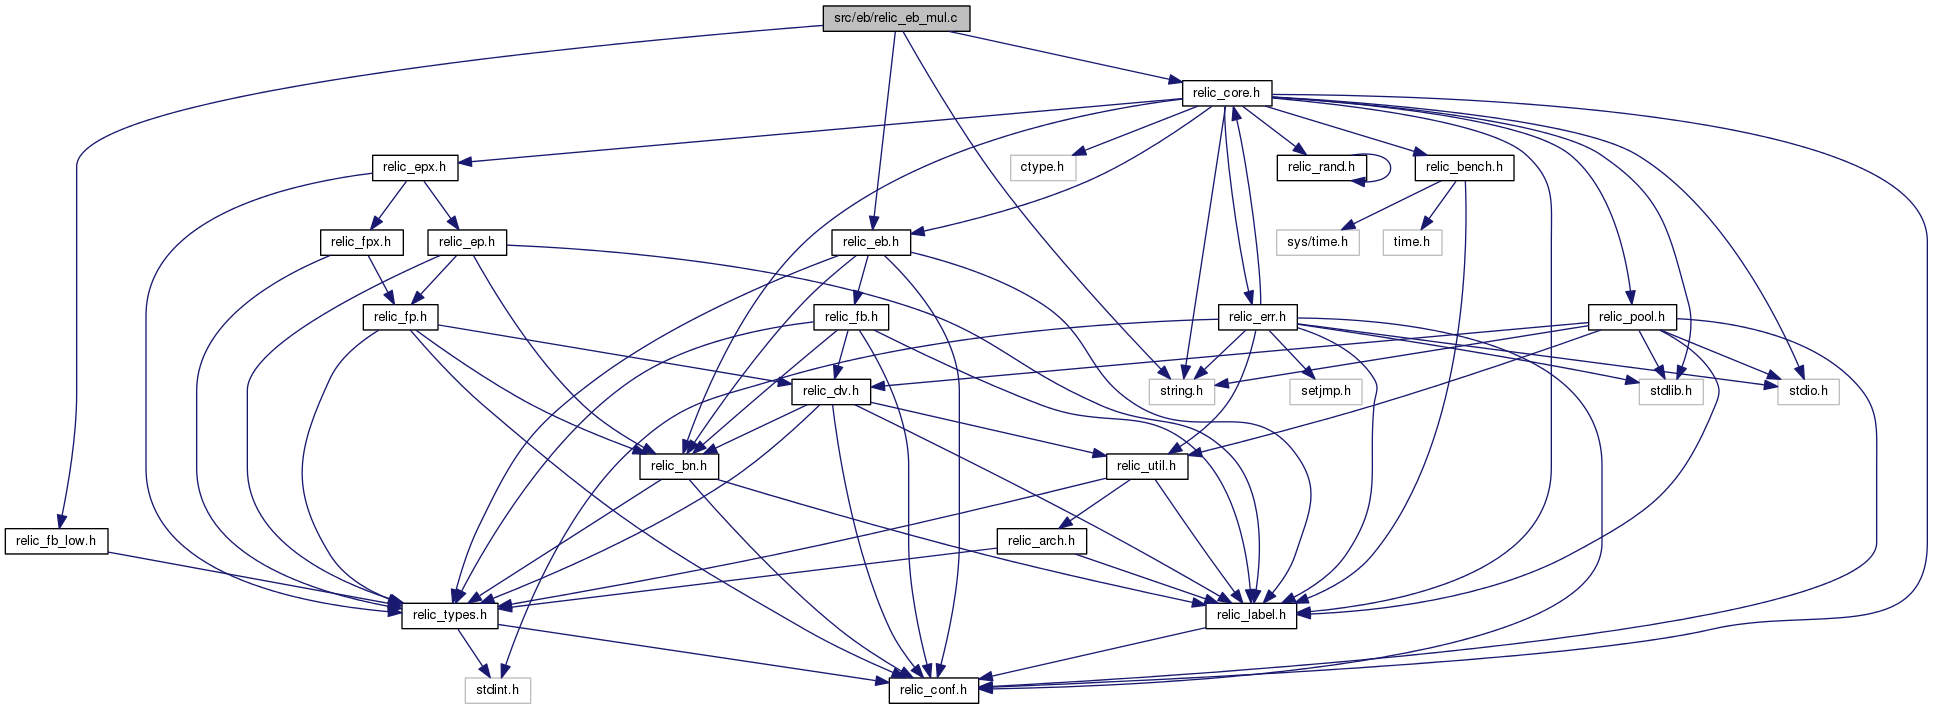 src/eb/relic_eb_mul.c
relic_core.h
relic_epx.h
ctype.h
relic_rand.h
relic_bench.h
relic_fpx.h
relic_ep.h
relic_eb.h
sys/time.h
time.h
relic_fp.h
relic_fb.h
relic_err.h
relic_pool.h
relic_dv.h
string.h
setjmp.h
stdlib.h
stdio.h
relic_bn.h
relic_util.h
relic_fb_low.h
relic_arch.h
relic_types.h
relic_label.h
stdint.h
relic_conf.h